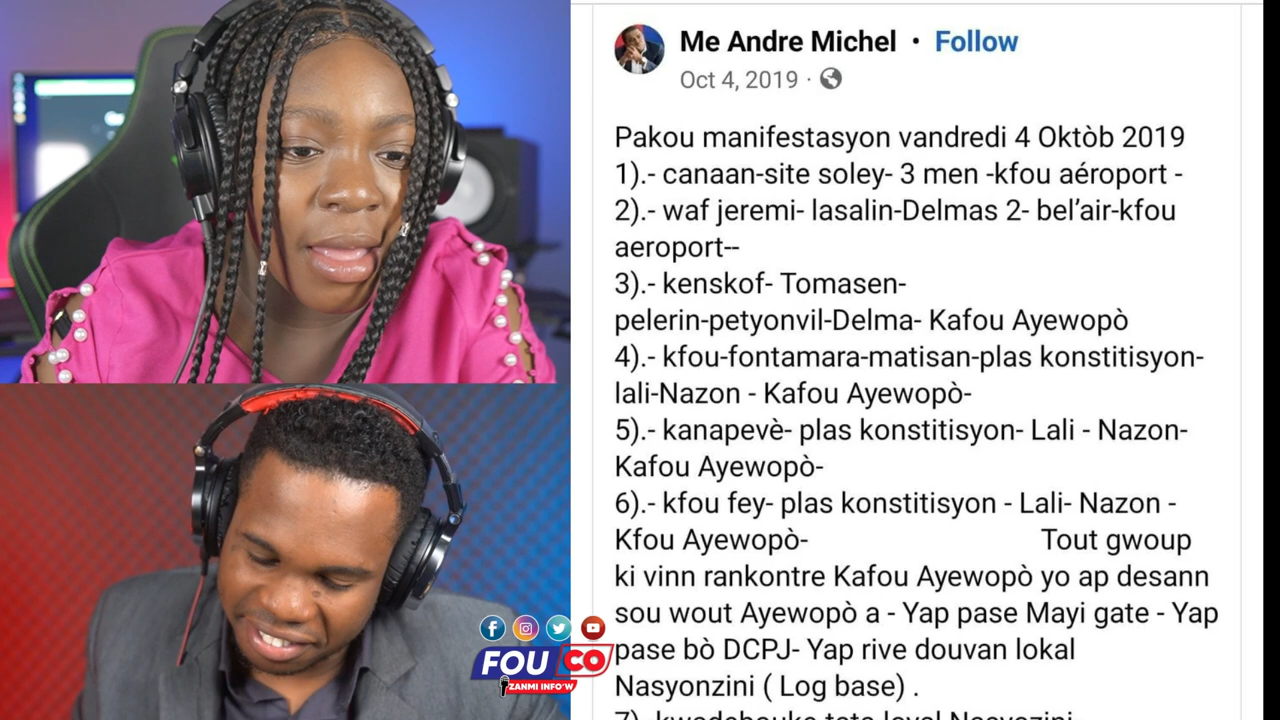 Me Andre Michel • Follow
Oct 4, 2019 ·
Pakou manifestasyon vandredi 4 Oktòb 2019
1).- canaan-site soley- 3 men -kfou aéroport -
2).- waf jeremi- lasalin-Delmas 2- bel’air-kfou
aeroport--
3).- kenskof- Tomasen-
pelerin-petyonvil-Delma- Kafou Ayewopò
4).- kfou-fontamara-matisan-plas konstitisyon-
lali-Nazon - Kafou Ayewopò-
5).- kanapevè- plas konstitisyon- Lali - Nazon-
Kafou Ayewopò-
6).- kfou fey- plas konstitisyon - Lali- Nazon -
Kfou Ayewopò- Tout gwoup
ki vinn rankontre Kafou Ayewopò yo ap desann
sou wout Ayewopò a - Yap pase Mayi gate - Yap
pase bò DCPJ- Yap rive douvan lokal
Nasyonzini ( Log base) .
FOU CO
ZANMI INFO'W